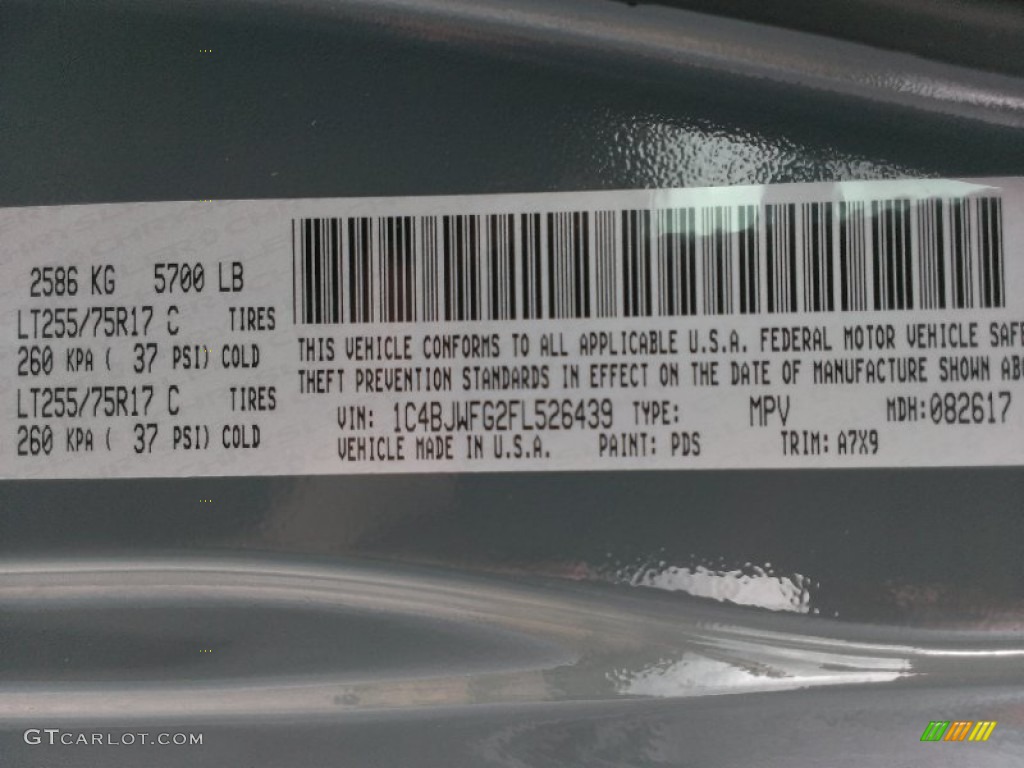 2586 KG 5700 LB
LT255/75R17 C TIRES
260 KPA ( 37 PSI) COLD
LT255/75R17 C TIRES
260 KPA ( 37 PSI) COLD
THIS VEHICLE CONFORMS TO ALL APPLICABLE U.S.A. FEDERAL MOTOR VEHICLE SAFE
THEFT PREVENTION STANDARDS IN EFFECT ON THE DATE OF MANUFACTURE SHOWN AB
VIN: 1C4BJWFG2FL526439 TYPE: MPV MDH:082617
VEHICLE MADE IN U.S.A. PAINT: PDS TRIM: A7X9
GTCARLOT.COM